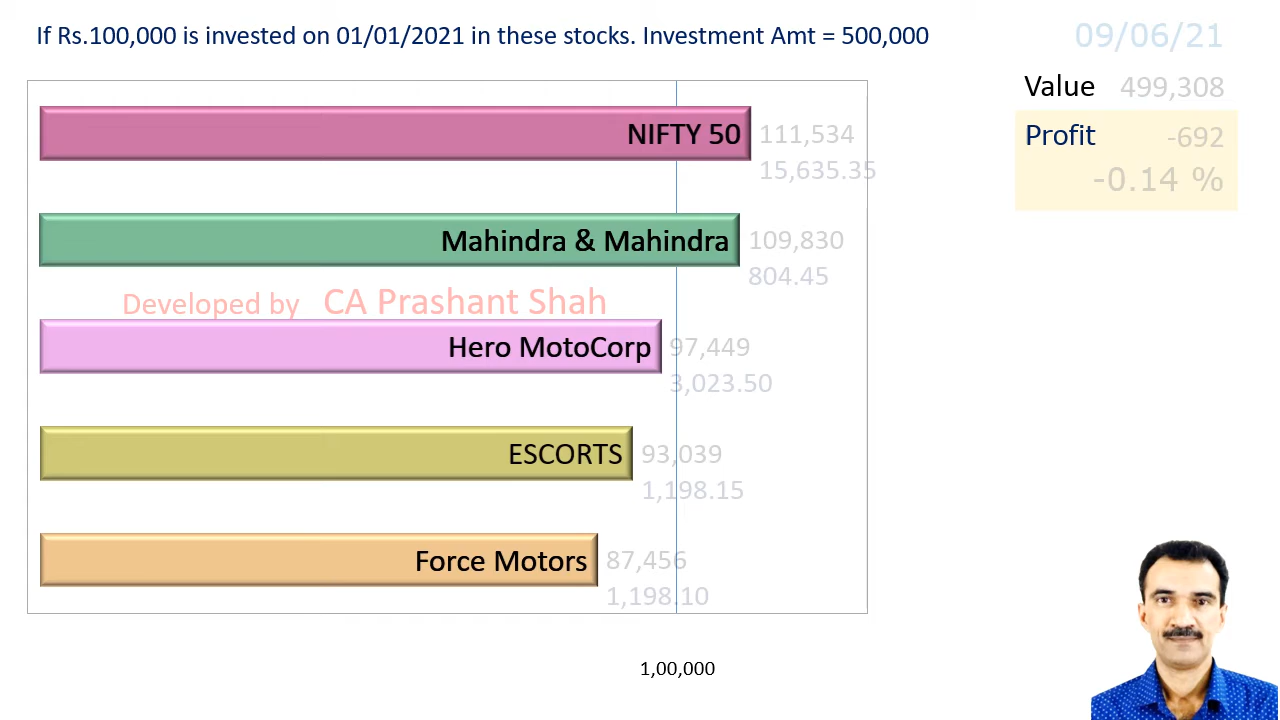 If Rs.100,000 is invested on 01/01/2021 in these stocks. Investment Amt = 500,000
09/06/21
Value 499,308
Profit -692
-0.14 %
NIFTY 50 111,534
15,635.35
Mahindra & Mahindra 109,830
804.45
Developed by CA Prashant Shah
Hero MotoCorp 97,449
3,023.50
ESCORTS 93,039
1,198.15
Force Motors 87,456
1,198.10
1,00,000